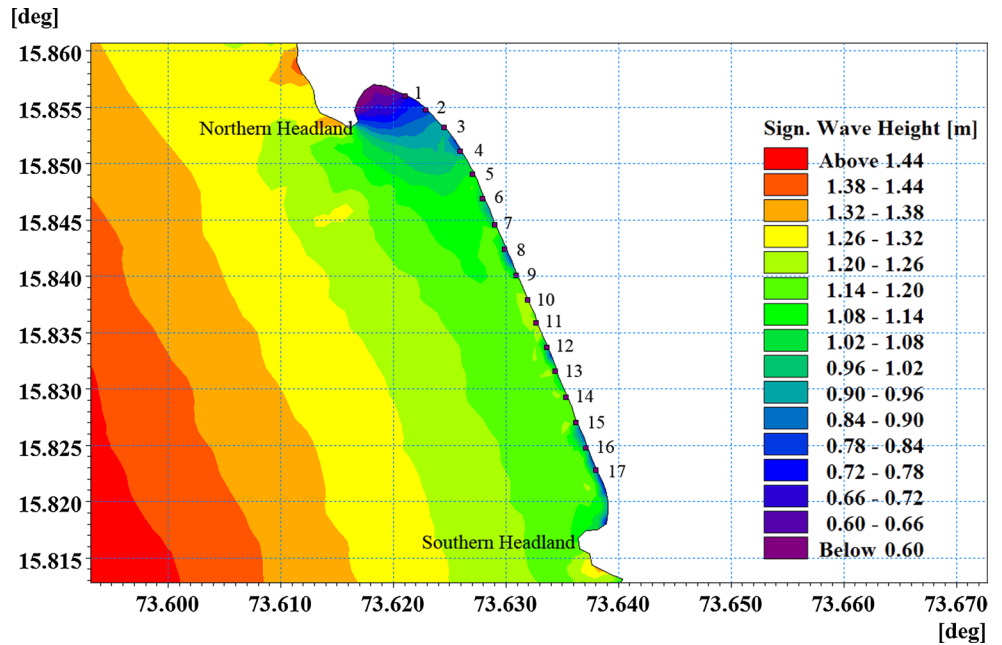 [deg]
15.860
15.855
15.850
15.845
15.840
15.835
15.830
15.825
15.820
15.815
Northern Headland
1
2
3
4
5
6
7
8
9
10
11
12
13
14
15
16
17
Southern Headland
Sign. Wave Height [m]
Above 1.44
1.38 - 1.44
1.32 - 1.38
1.26 - 1.32
1.20 - 1.26
1.14 - 1.20
1.08 - 1.14
1.02 - 1.08
0.96 - 1.02
0.90 - 0.96
0.84 - 0.90
0.78 - 0.84
0.72 - 0.78
0.66 - 0.72
0.60 - 0.66
Below 0.60
73.600 73.610 73.620 73.630 73.640 73.650 73.660 73.670
[deg]